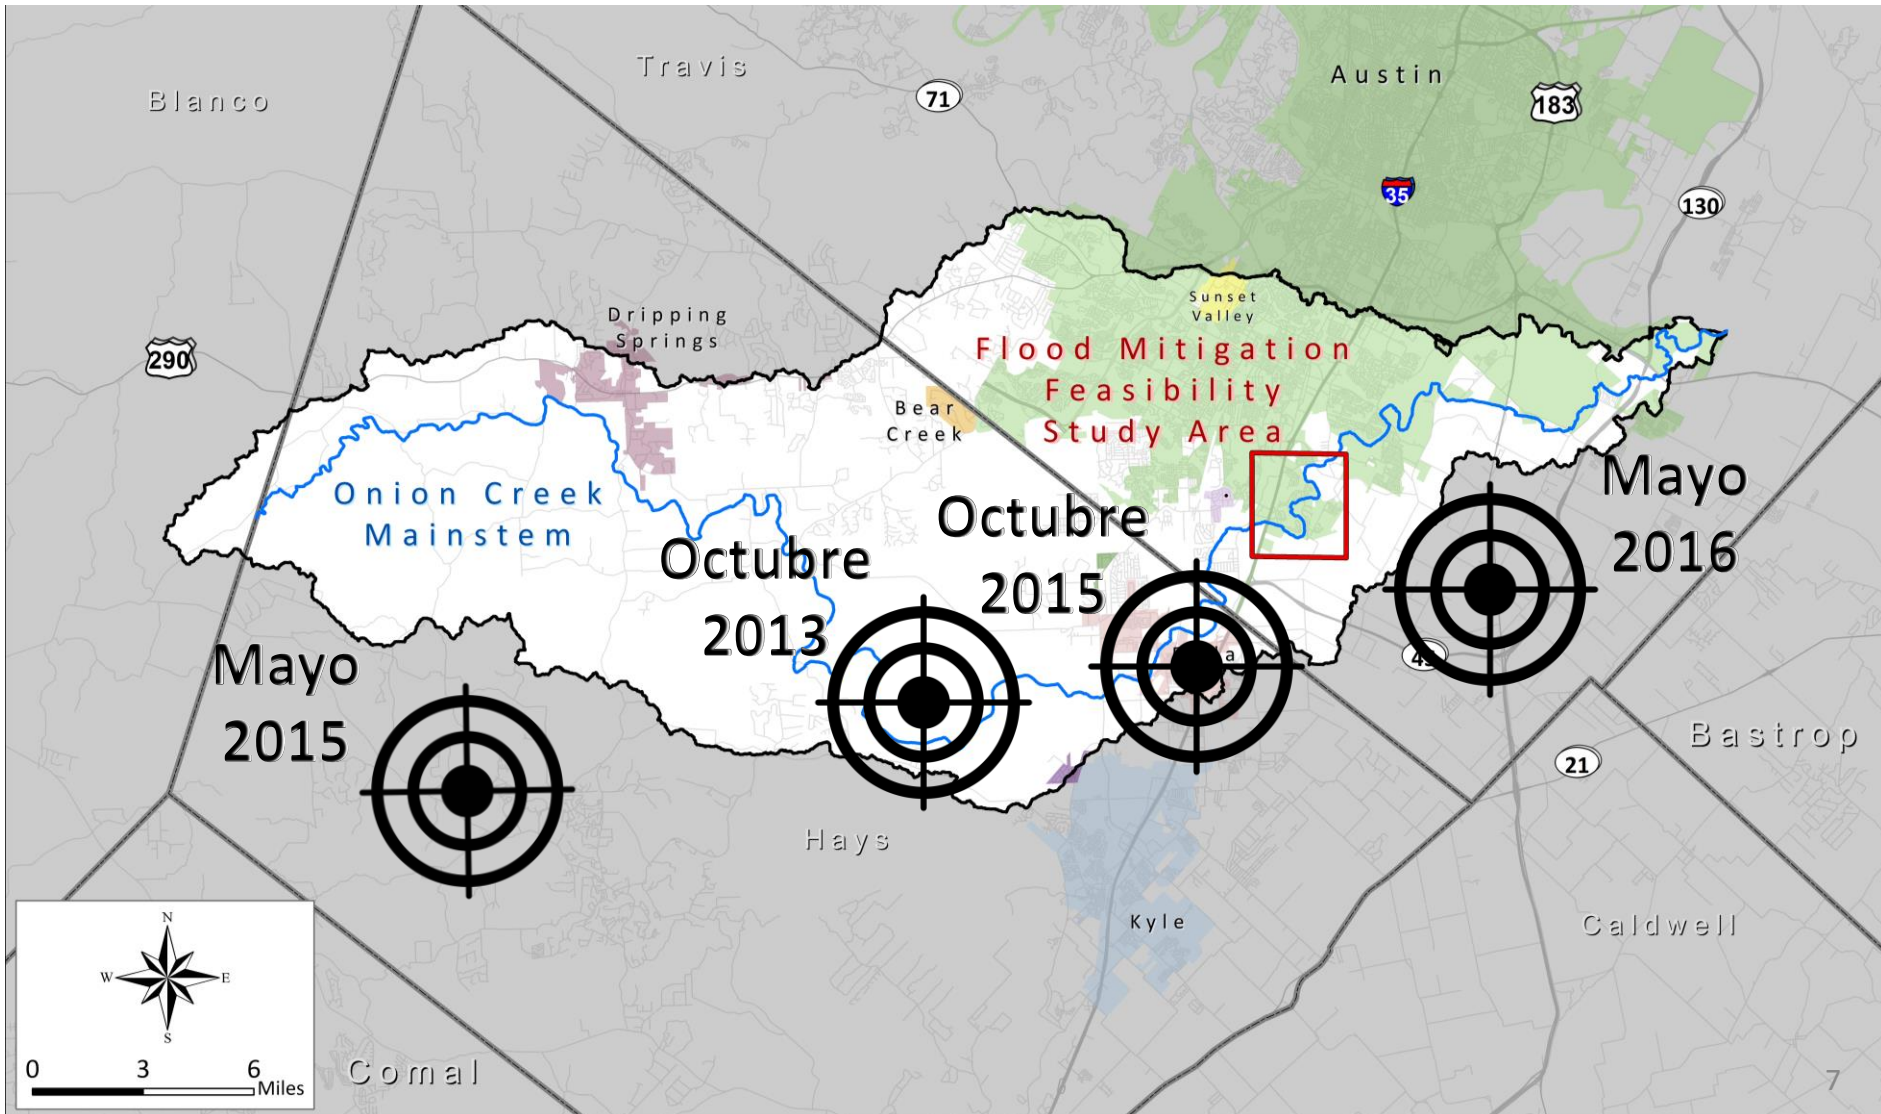 Travis
Austin
Blanco
71
183
35
130
Dripping
Springs
Sunset
Valley
290
Flood Mitigation
Feasibility
Study Area
Bear
Creek
Onion Creek
Mainstem
Mayo
2016
Octubre
2015
Octubre
2013
Mayo
2015
Bastrop
21
Hays
Kyle
Caldwell
Comal
N
W
E
S
0
3
6
Miles
7